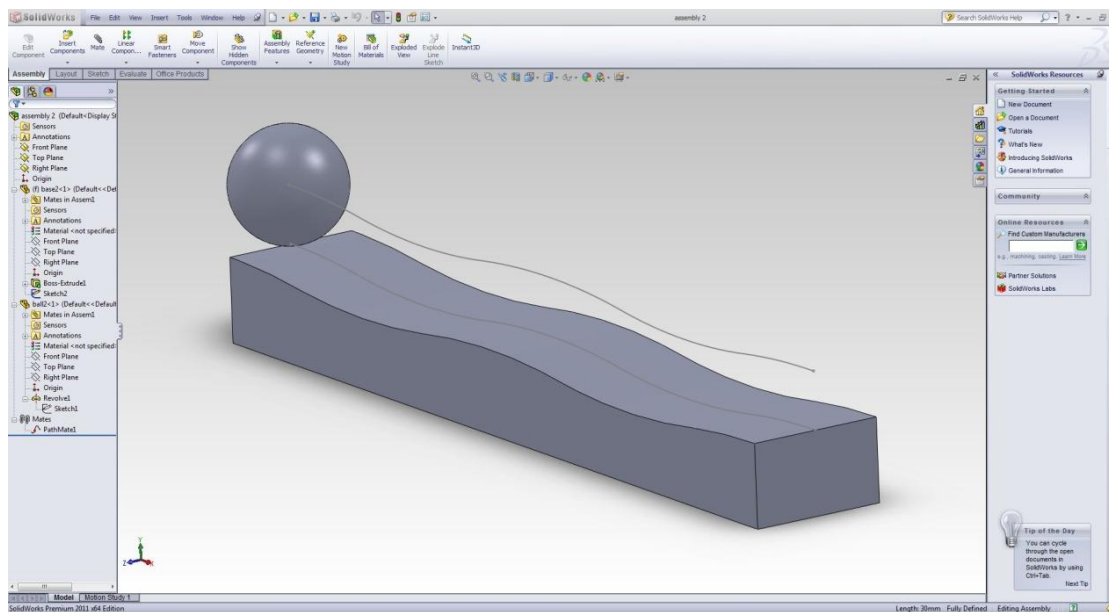 SolidWorks File Edit View Insert Tools Window Help assembly 2 Search SolidWorks Help
Edit Component Insert Components Mate Linear Compon... Smart Fasteners Move Component Show Hidden Components Assembly Features Reference Geometry New Motion Study Bill of Materials Exploded View Explode Line Sketch Instant3D
Assembly Layout Sketch Evaluate Office Products
assembly 2 (Default<Display St
Sensors
Annotations
Front Plane
Top Plane
Right Plane
Origin
(f) base2<1> (Default<<Def
Mates in Assem1
Sensors
Annotations
Material <not specified>
Front Plane
Top Plane
Right Plane
Origin
Boss-Extrude1
Sketch2
ball2<1> (Default<<Default
Mates in Assem1
Sensors
Annotations
Material <not specified>
Front Plane
Top Plane
Right Plane
Origin
Revolve1
Sketch1
Mates
PathMate1
SolidWorks Resources
Getting Started
New Document
Open a Document
Tutorials
What's New
Introducing SolidWorks
General Information
Community
Online Resources
Find Custom Manufacturers
e.g., machining, casting. Learn More
Partner Solutions
SolidWorks Labs
Tip of the Day
You can cycle
through the open
documents in
SolidWorks by using
Ctrl+Tab.
Next Tip
Y
Z X
Model Motion Study 1
SolidWorks Premium 2011 x64 Edition Length: 30mm Fully Defined Editing Assembly